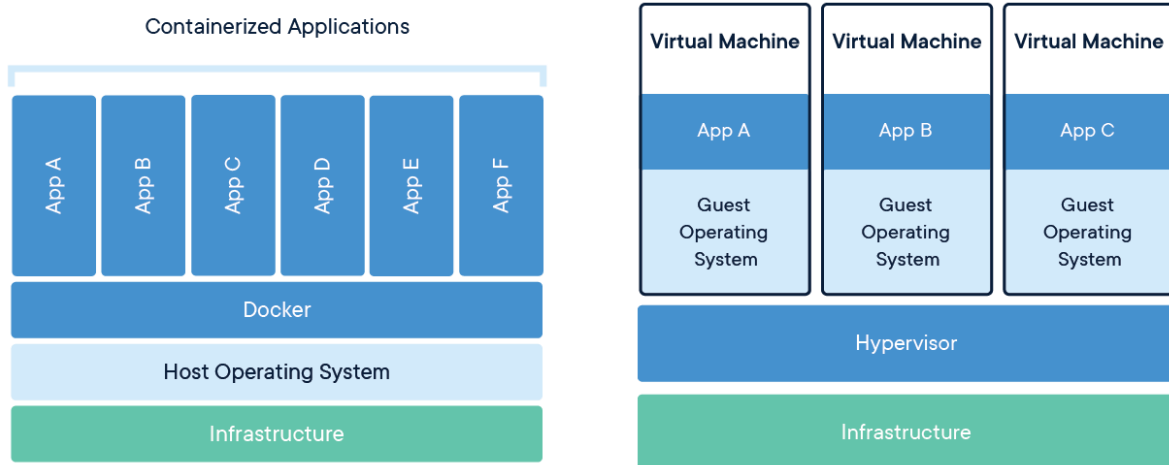 Containerized Applications
App A
App B
App C
App D
App E
App F
Docker
Host Operating System
Infrastructure
Virtual Machine
App A
Guest
Operating
System
Virtual Machine
App B
Guest
Operating
System
Virtual Machine
App C
Guest
Operating
System
Hypervisor
Infrastructure